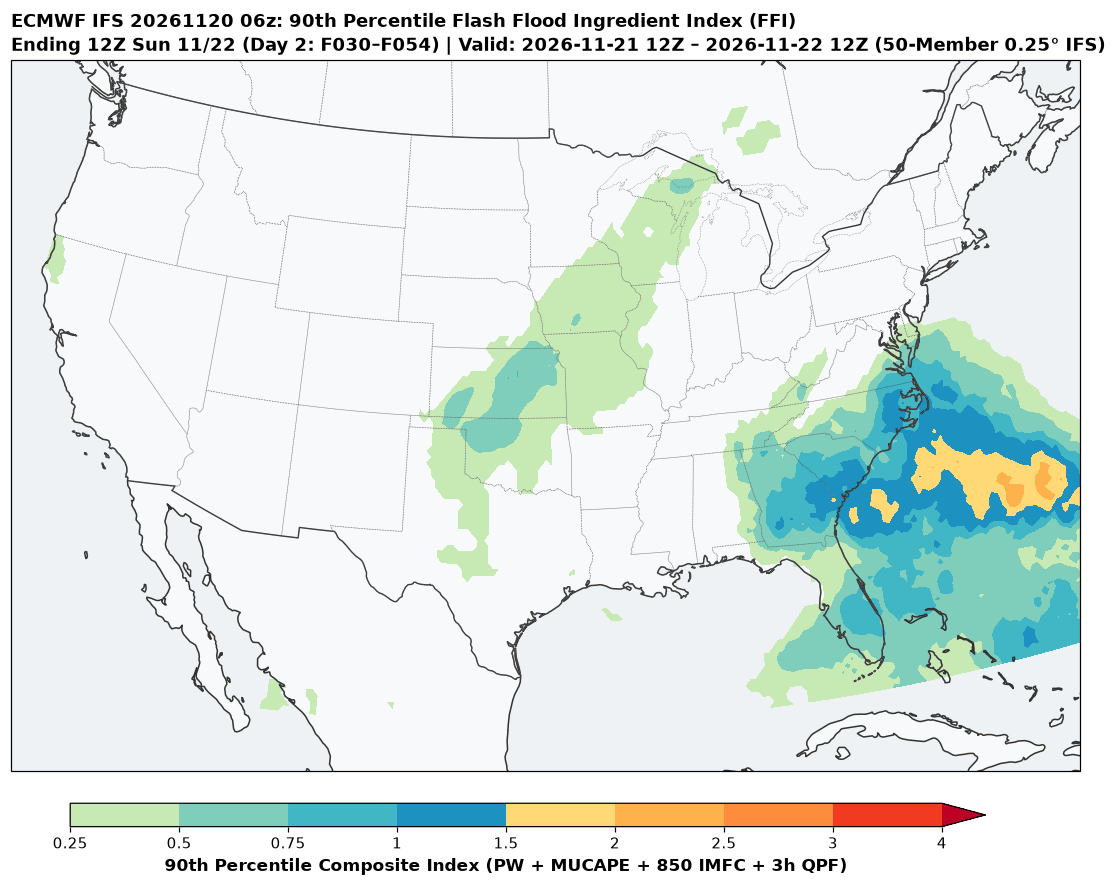 ECMWF IFS 20261120 06z: 90th Percentile Flash Flood Ingredient Index (FFI)
Ending 12Z Sun 11/22 (Day 2: F030–F054) | Valid: 2026-11-21 12Z – 2026-11-22 12Z (50-Member 0.25° IFS)
0.25 0.5 0.75 1 1.5 2 2.5 3 4
90th Percentile Composite Index (PW + MUCAPE + 850 IMFC + 3h QPF)